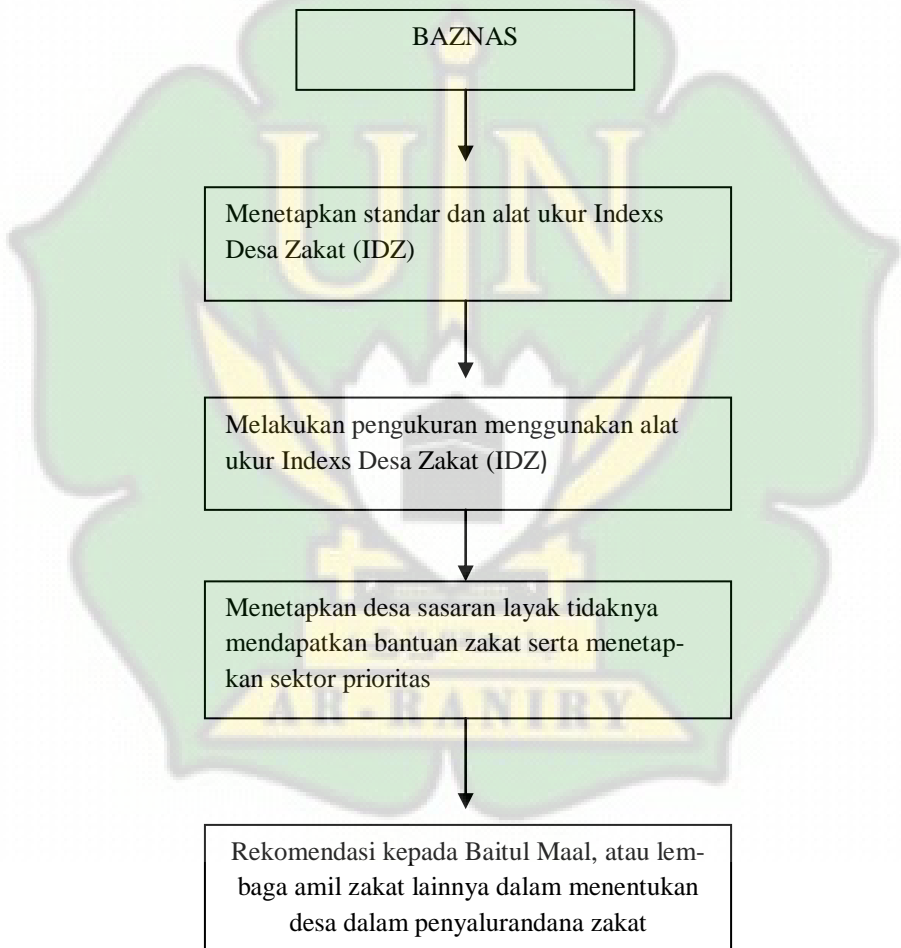 BAZNAS
UIN
Menetapkan standar dan alat ukur Indexs
Desa Zakat (IDZ)
Melakukan pengukuran menggunakan alat
ukur Indexs Desa Zakat (IDZ)
Menetapkan desa sasaran layak tidaknya
mendapatkan bantuan zakat serta menetap-
kan sektor prioritas
AR-RANIRY
Rekomendasi kepada Baitul Maal, atau lem-
baga amil zakat lainnya dalam menentukan
desa dalam penyalurandana zakat